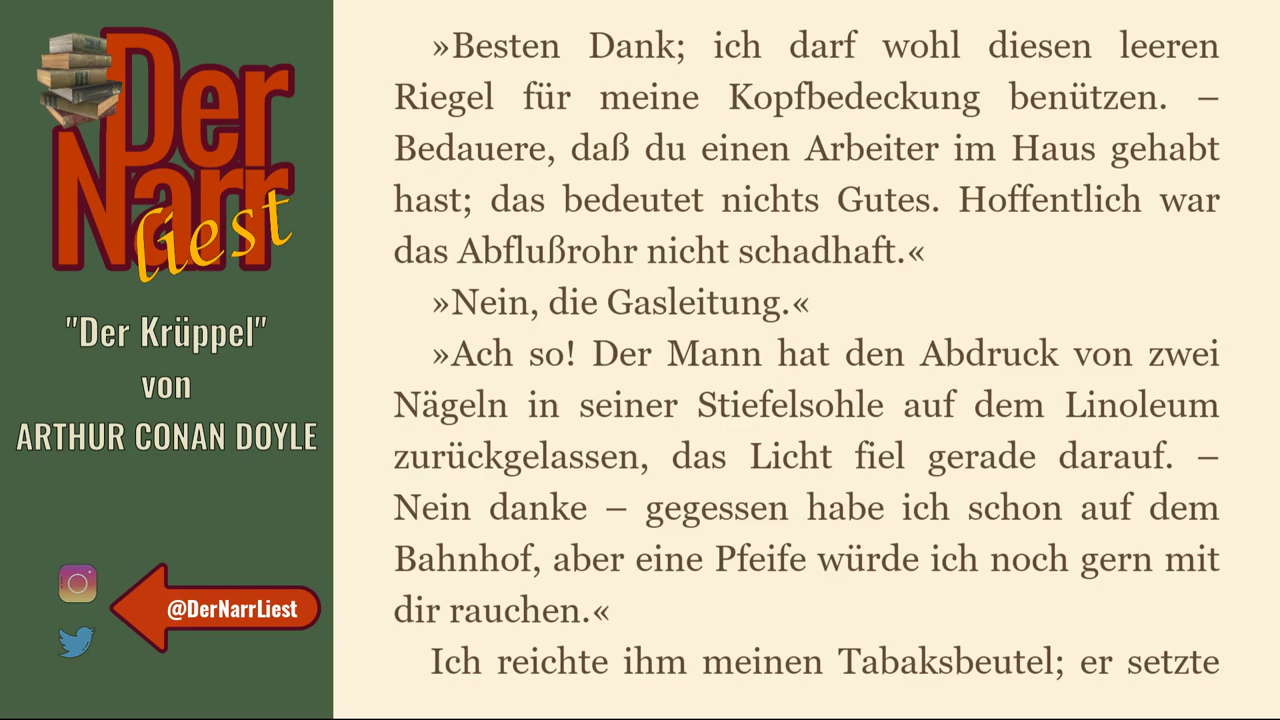 Der
Narr
liest
"Der Krüppel"
von
ARTHUR CONAN DOYLE
@DerNarrLiest
»Besten Dank; ich darf wohl diesen leeren
Riegel für meine Kopfbedeckung benützen. –
Bedauere, daß du einen Arbeiter im Haus gehabt
hast; das bedeutet nichts Gutes. Hoffentlich war
das Abflußrohr nicht schadhaft.«
»Nein, die Gasleitung.«
»Ach so! Der Mann hat den Abdruck von zwei
Nägeln in seiner Stiefelsohle auf dem Linoleum
zurückgelassen, das Licht fiel gerade darauf. –
Nein danke – gegessen habe ich schon auf dem
Bahnhof, aber eine Pfeife würde ich noch gern mit
dir rauchen.«
Ich reichte ihm meinen Tabaksbeutel; er setzte